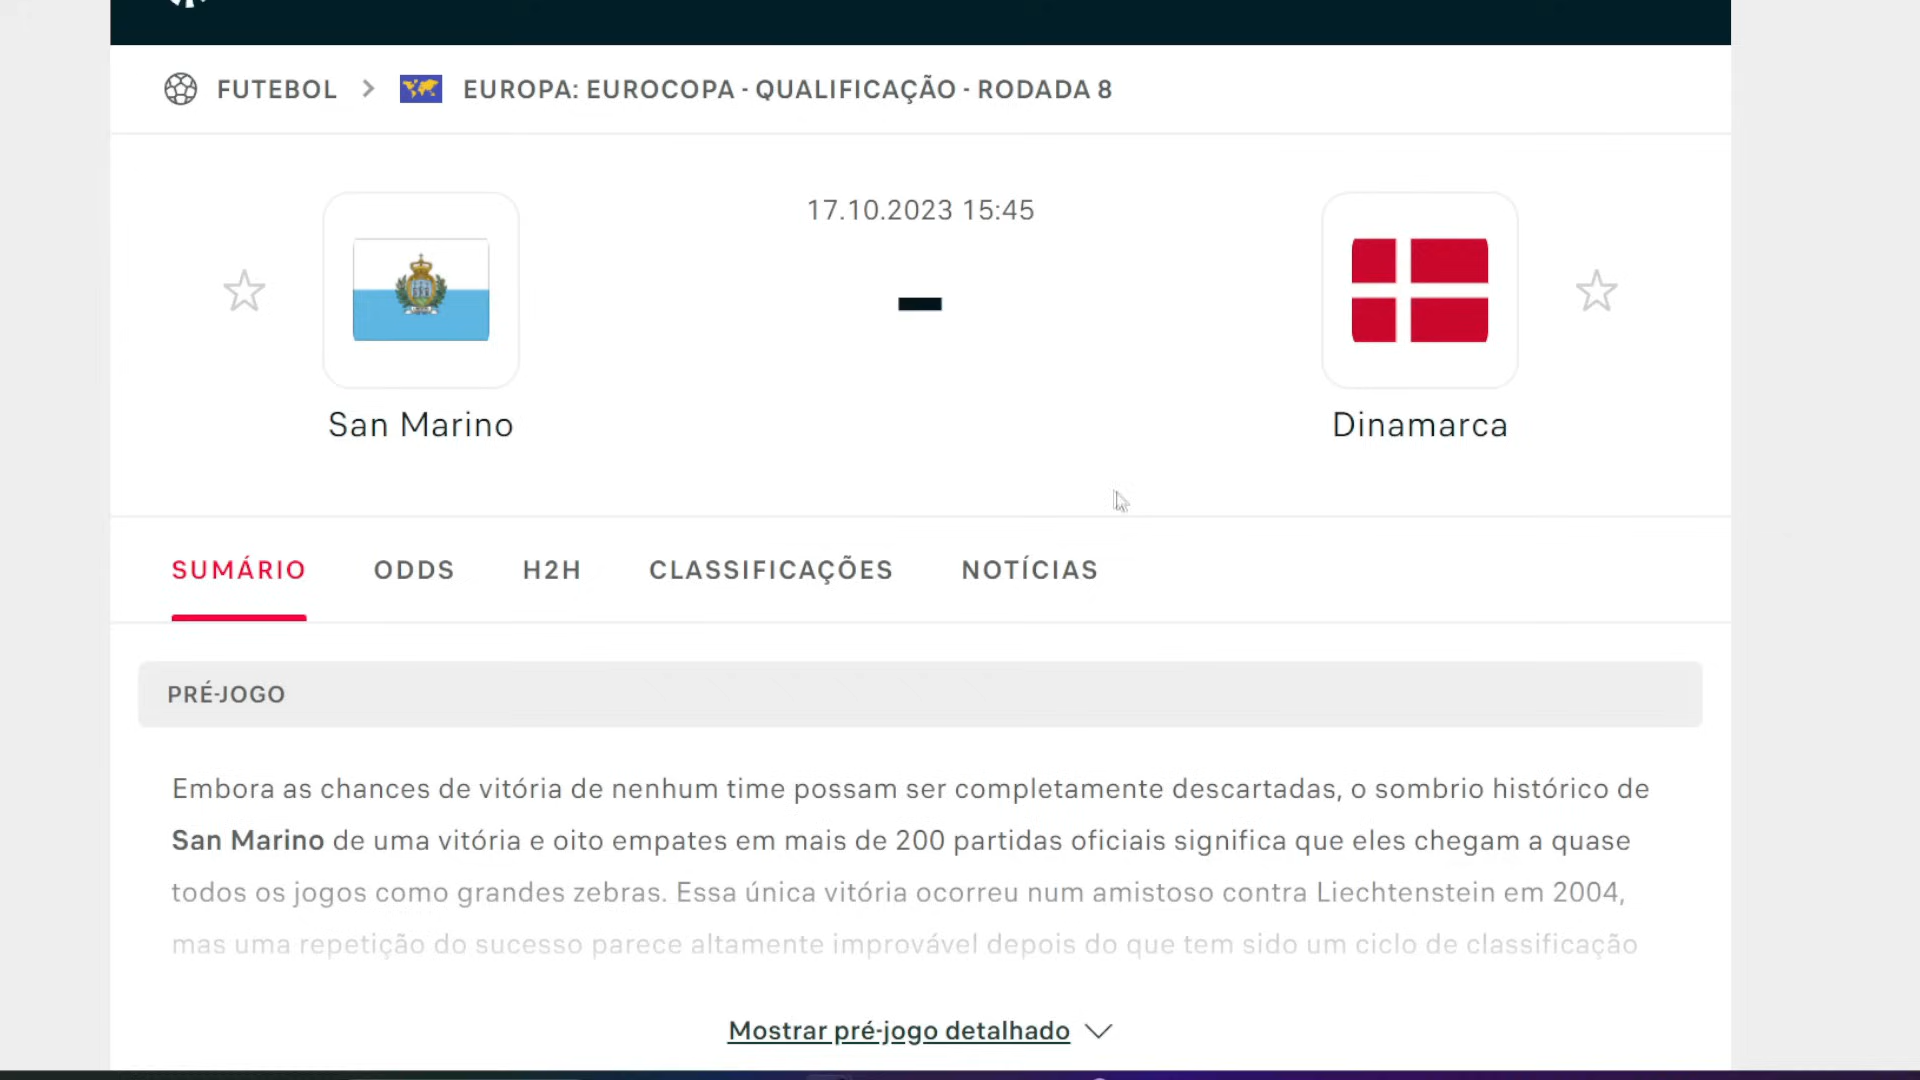 FUTEBOL > EUROPA: EUROCOPA - QUALIFICAÇÃO - RODADA 8
17.10.2023 15:45
-
San Marino
Dinamarca
SUMÁRIO ODDS H2H CLASSIFICAÇÕES NOTÍCIAS
PRÉ-JOGO
Embora as chances de vitória de nenhum time possam ser completamente descartadas, o sombrio histórico de
San Marino de uma vitória e oito empates em mais de 200 partidas oficiais significa que eles chegam a quase
todos os jogos como grandes zebras. Essa única vitória ocorreu num amistoso contra Liechtenstein em 2004,
mas uma repetição do sucesso parece altamente improvável depois do que tem sido um ciclo de classificação
Mostrar pré-jogo detalhado